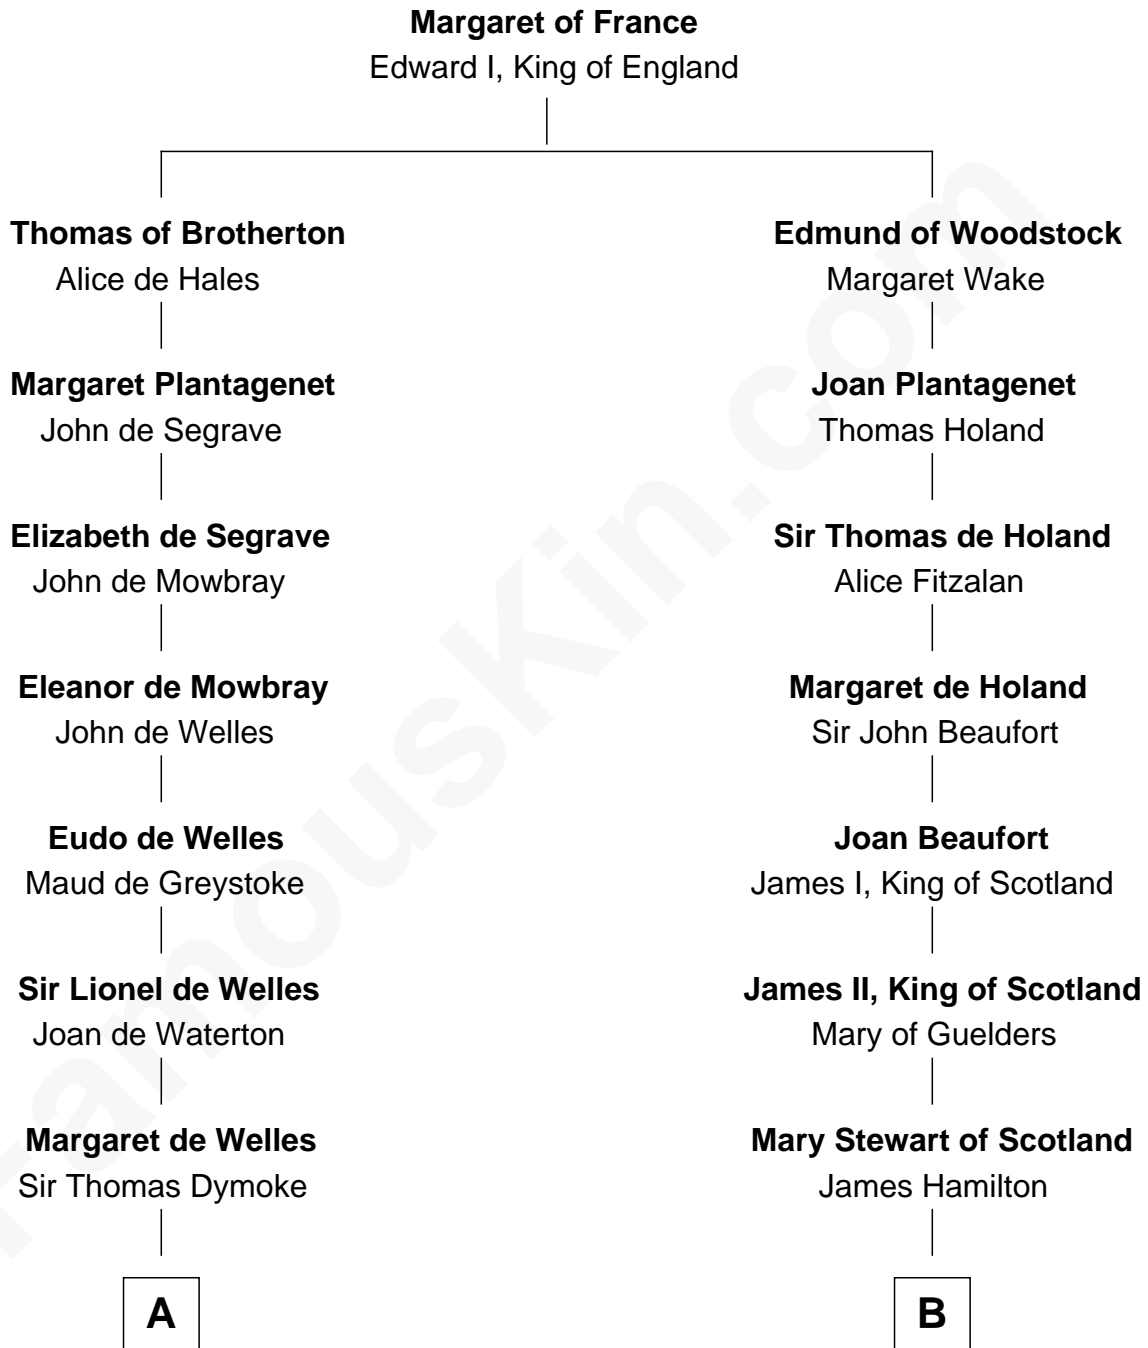 Margaret of France
Edward I, King of England
Thomas of Brotherton
Alice de Hales
Edmund of Woodstock
Margaret Wake
Margaret Plantagenet
John de Segrave
Joan Plantagenet
Thomas Holand
Elizabeth de Segrave
John de Mowbray
Sir Thomas de Holand
Alice Fitzalan
Eleanor de Mowbray
John de Welles
Margaret de Holand
Sir John Beaufort
Eudo de Welles
Maud de Greystoke
Joan Beaufort
James I, King of Scotland
Sir Lionel de Welles
Joan de Waterton
James II, King of Scotland
Mary of Guelders
Margaret de Welles
Sir Thomas Dymoke
Mary Stewart of Scotland
James Hamilton
A
B
FamousKin.com